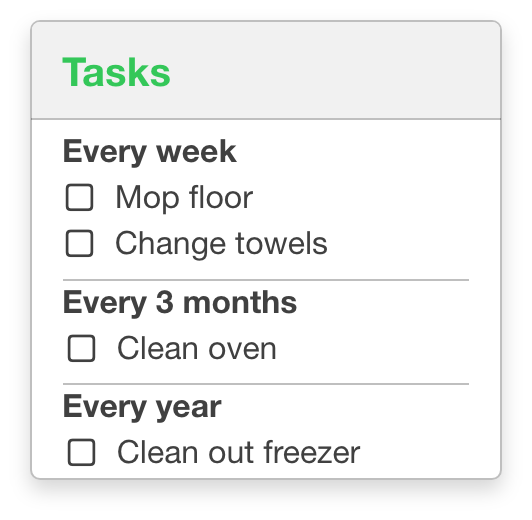 Tasks
Every week
Mop floor
Change towels
Every 3 months
Clean oven
Every year
Clean out freezer